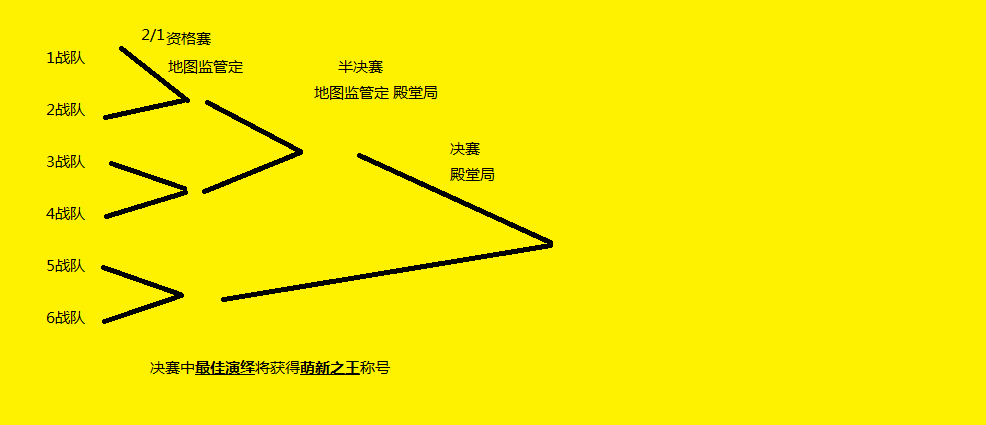 2/1资格赛
1战队
地图监管定
半决赛
地图监管定 殿堂局
2战队
决赛
3战队
殿堂局
4战队
5战队
6战队
决赛中最佳演绎将获得萌新之王称号